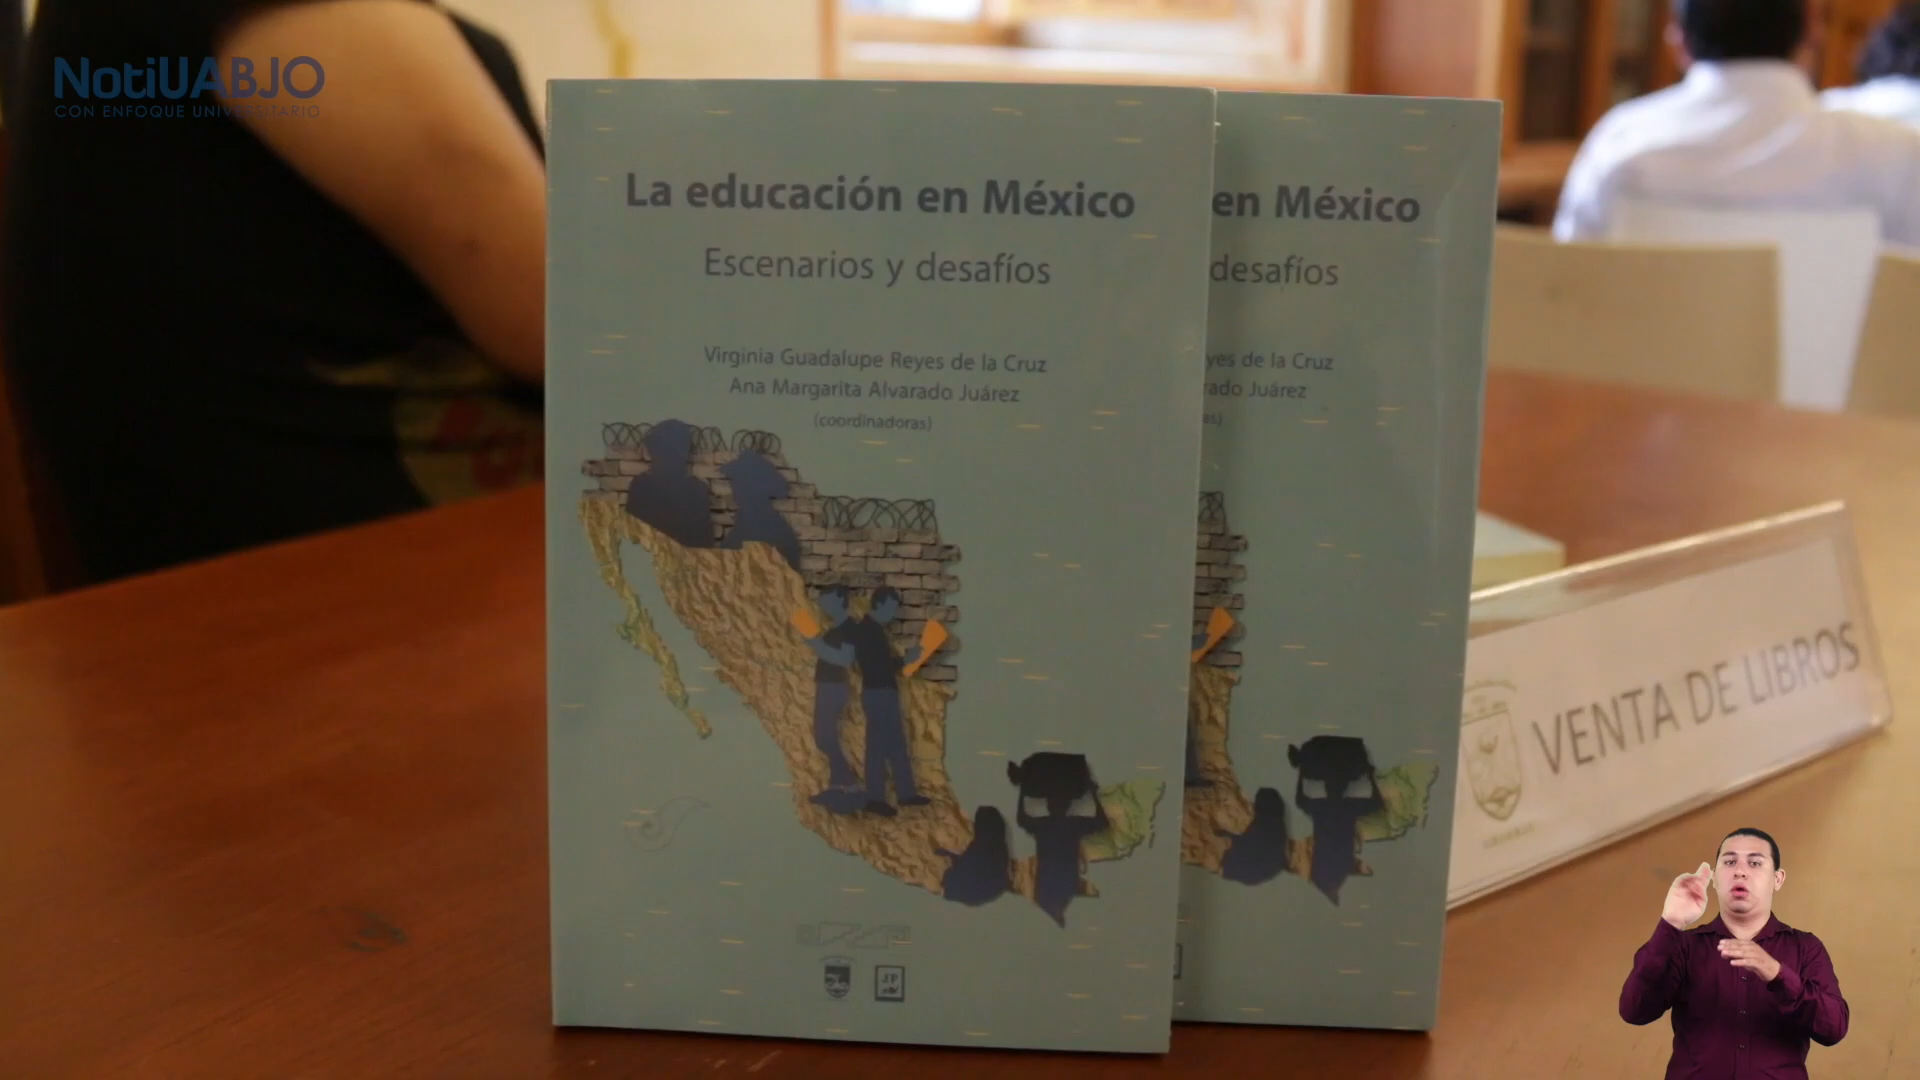 NotiUABJO
CON ENFOQUE UNIVERSITARIO
La educación en México
Escenarios y desafíos
Virginia Guadalupe Reyes de la Cruz
Ana Margarita Alvarado Juárez
(coordinadoras)
en México
desafíos
yes de la Cruz
rado Juárez
as)
VENTA DE LIBROS